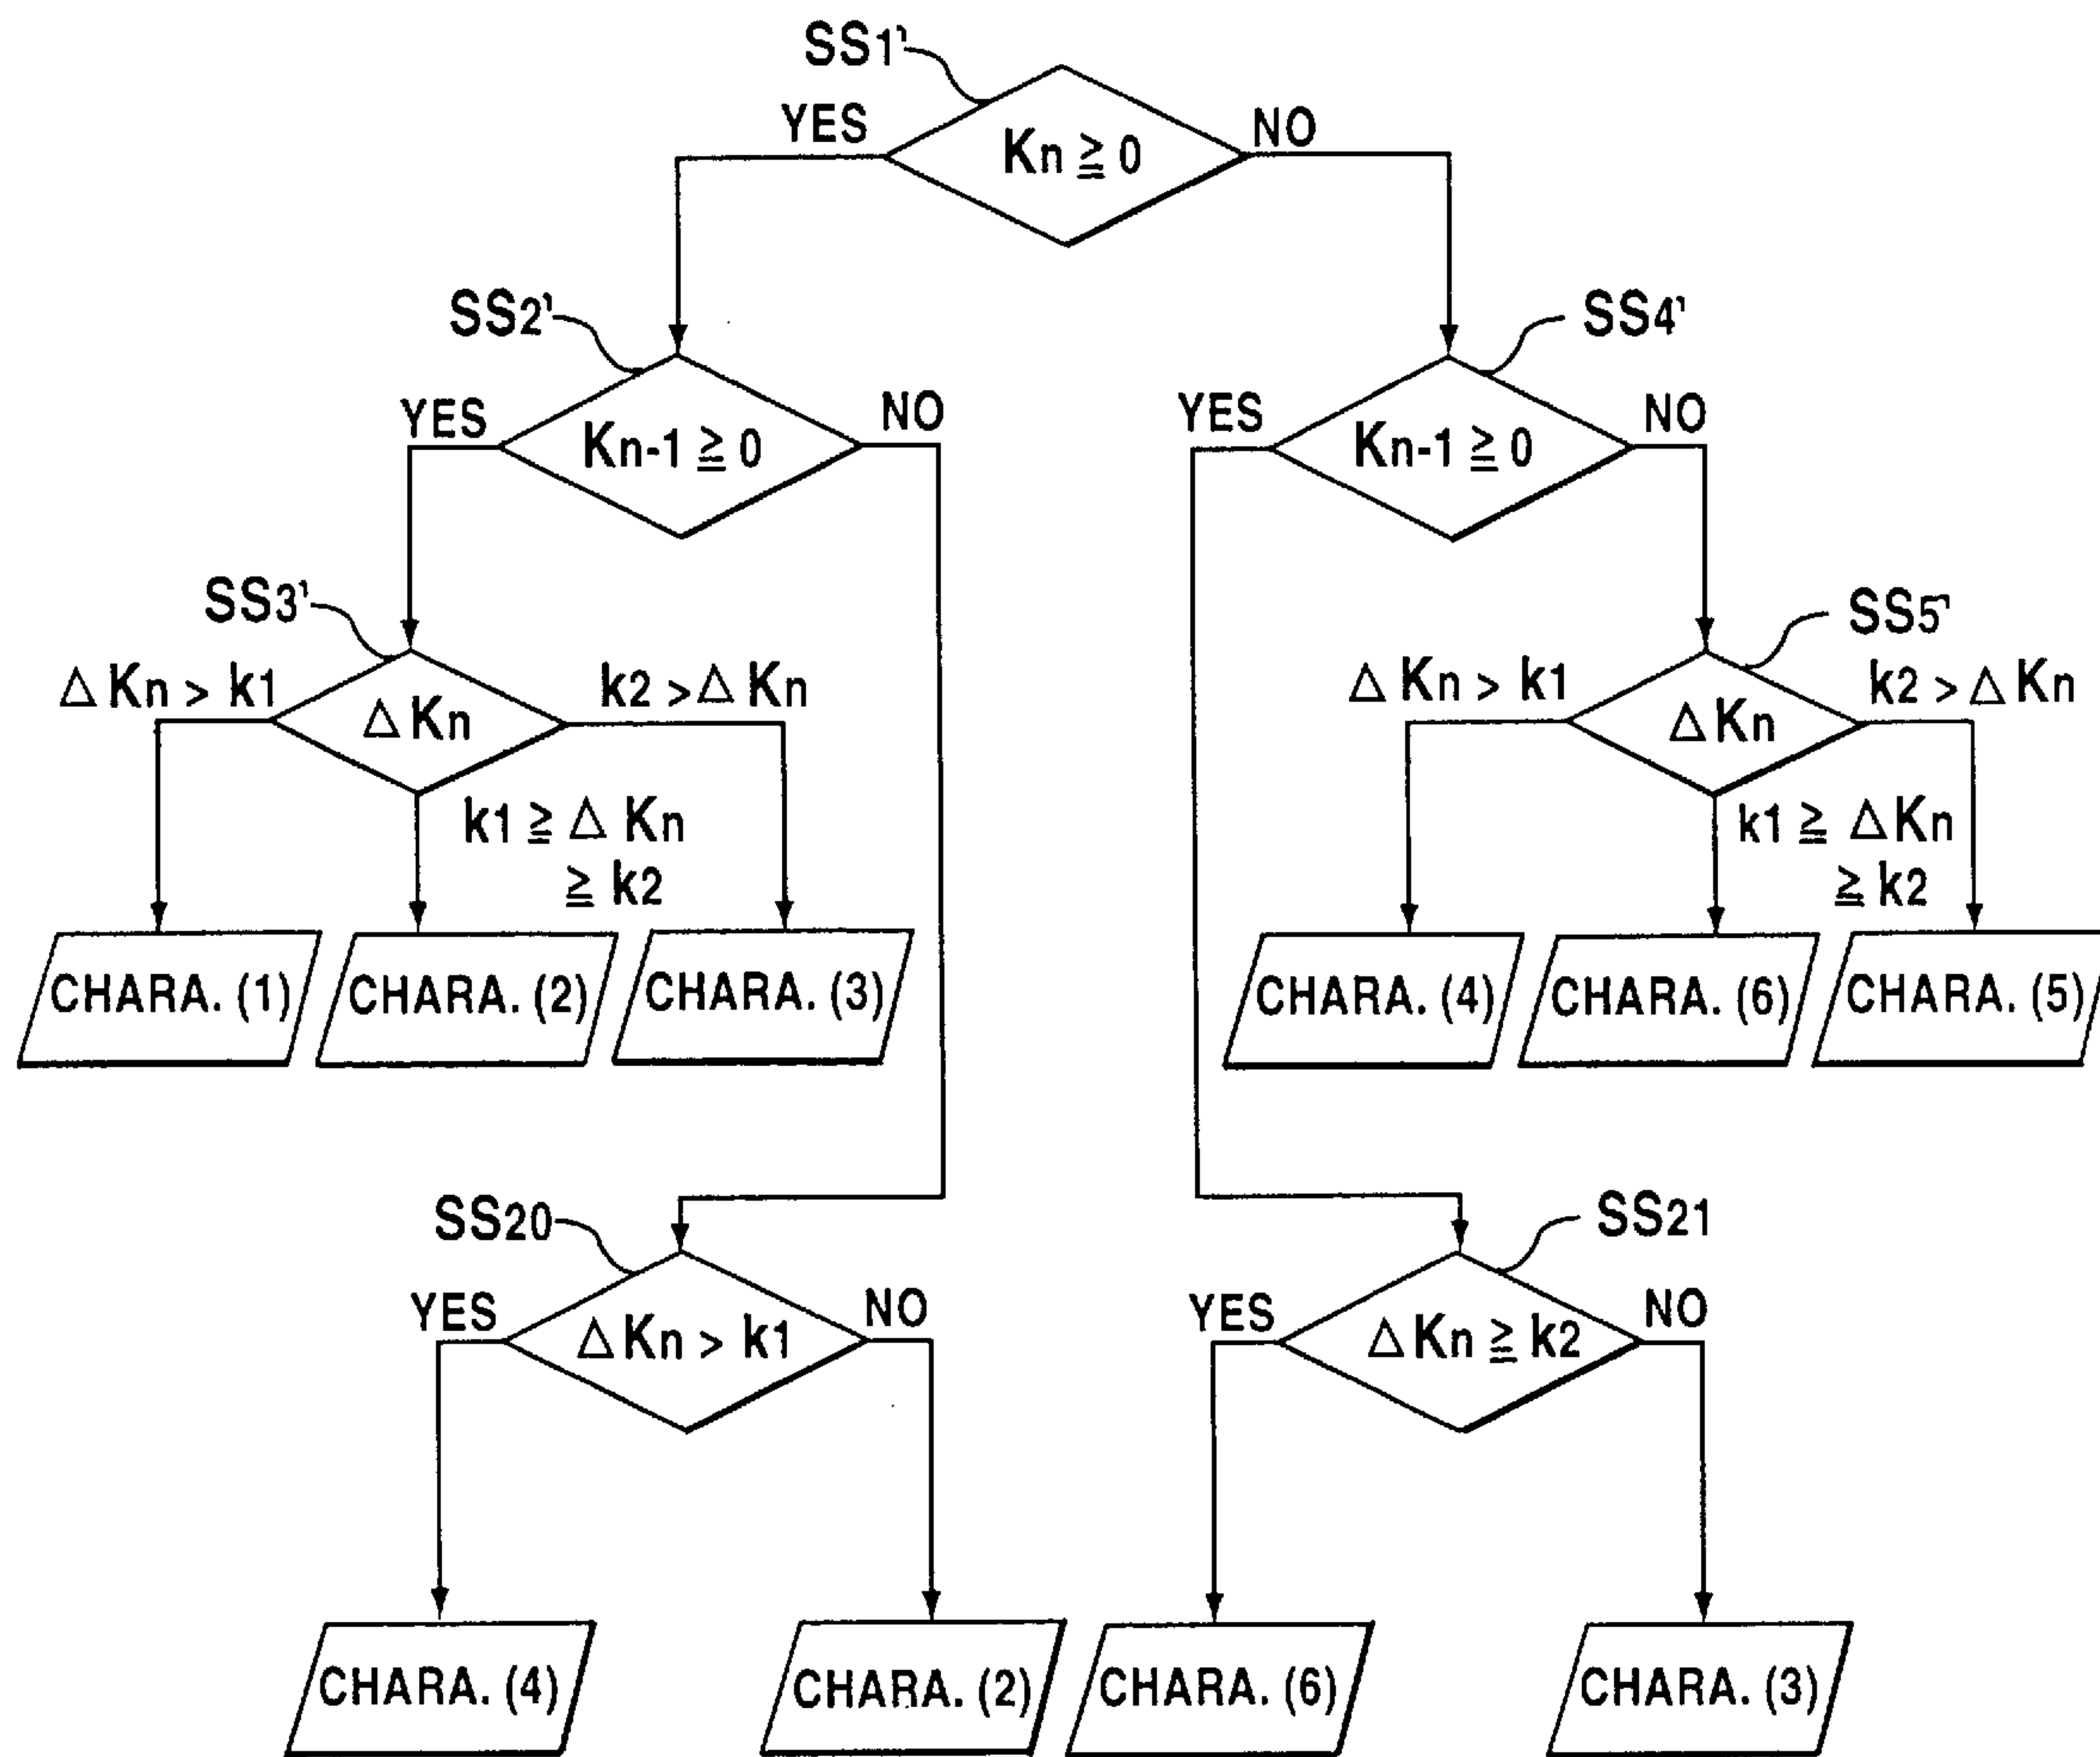 SS1'
YES
NO
Kn ≧ 0
SS2'
SS4'
YES
NO
YES
NO
Kn-1 ≧ 0
Kn-1 ≧ 0
SS3'
SS5'
ΔKn > k1
k2 > ΔKn
ΔKn > k1
k2 > ΔKn
ΔKn
ΔKn
k1 ≧ ΔKn
≧ k2
k1 ≧ ΔKn
≧ k2
CHARA. (1)
CHARA. (2)
CHARA. (3)
CHARA. (4)
CHARA. (6)
CHARA. (5)
SS20
SS21
YES
NO
YES
NO
ΔKn > k1
ΔKn ≧ k2
CHARA. (4)
CHARA. (2)
CHARA. (6)
CHARA. (3)